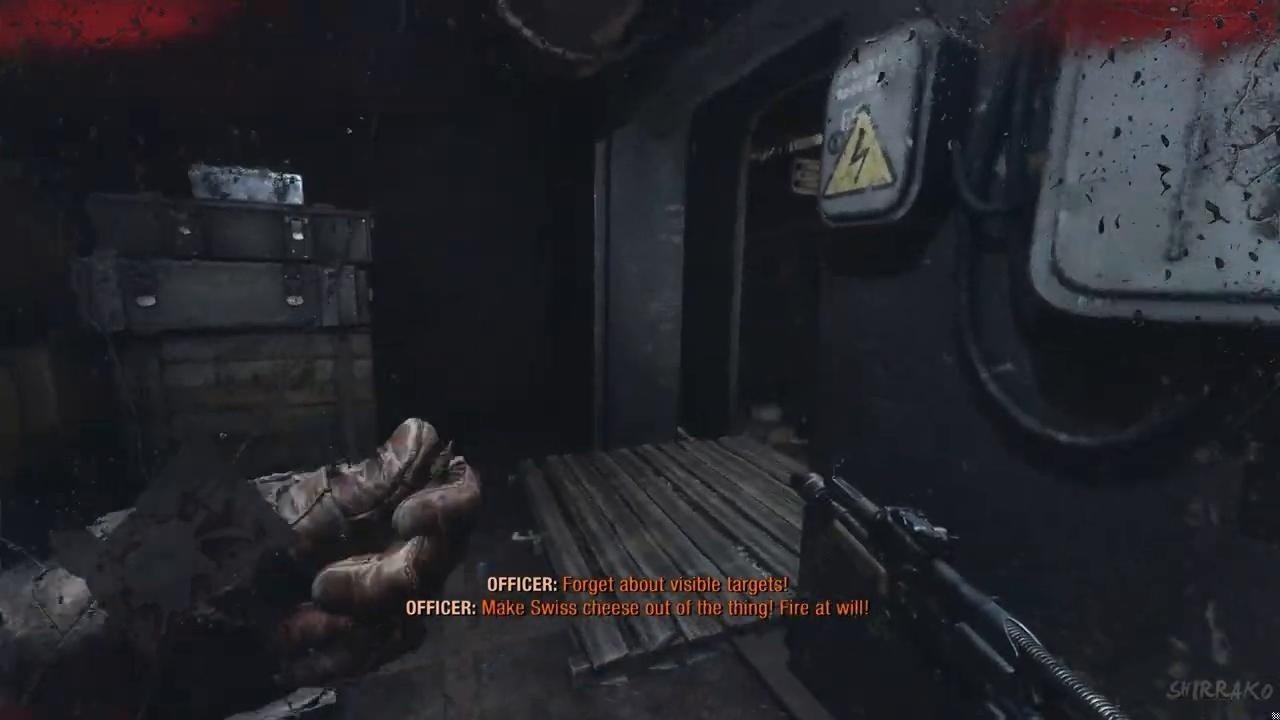 OFFICER: Forget about visible targets!
OFFICER: Make Swiss cheese out of the thing! Fire at will!
SHIRRAKO